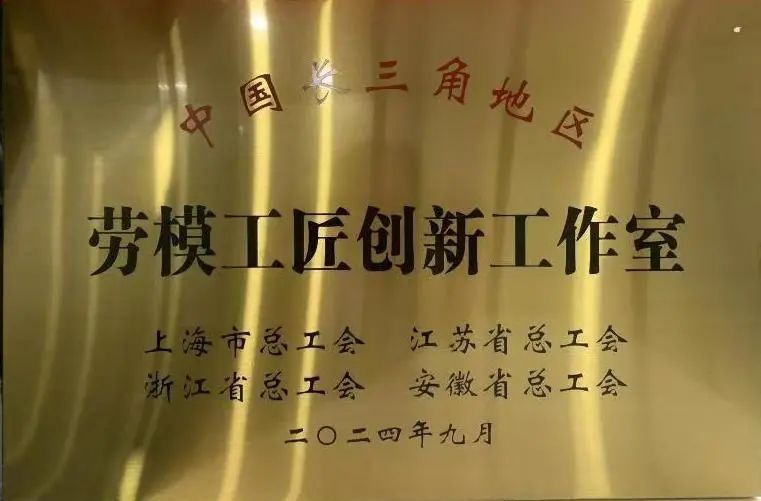 中国长三角地区
劳模工匠创新工作室
上海市总工会 江苏省总工会
浙江省总工会 安徽省总工会
二〇二四年九月